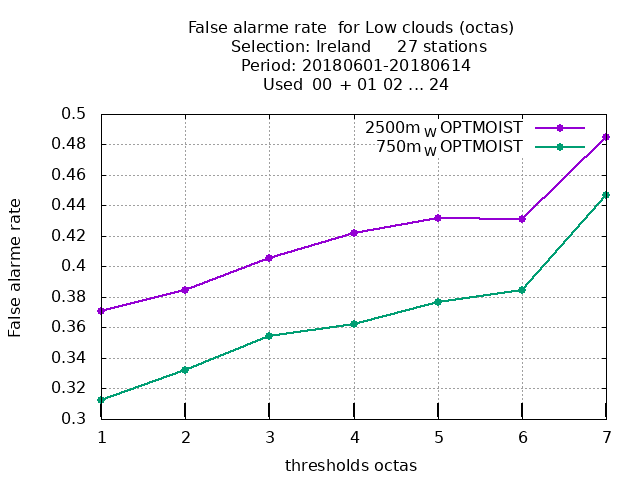 False alarme rate  for Low clouds (octas)
Selection: Ireland     27 stations
Period: 20180601-20180614
Used  00 + 01 02 ... 24
2500m W OPTMOIST
750m W OPTMOIST
0.5
0.48
0.46
0.44
0.42
0.4
0.38
0.36
0.34
0.32
0.3
False alarme rate
1 2 3 4 5 6 7
thresholds octas